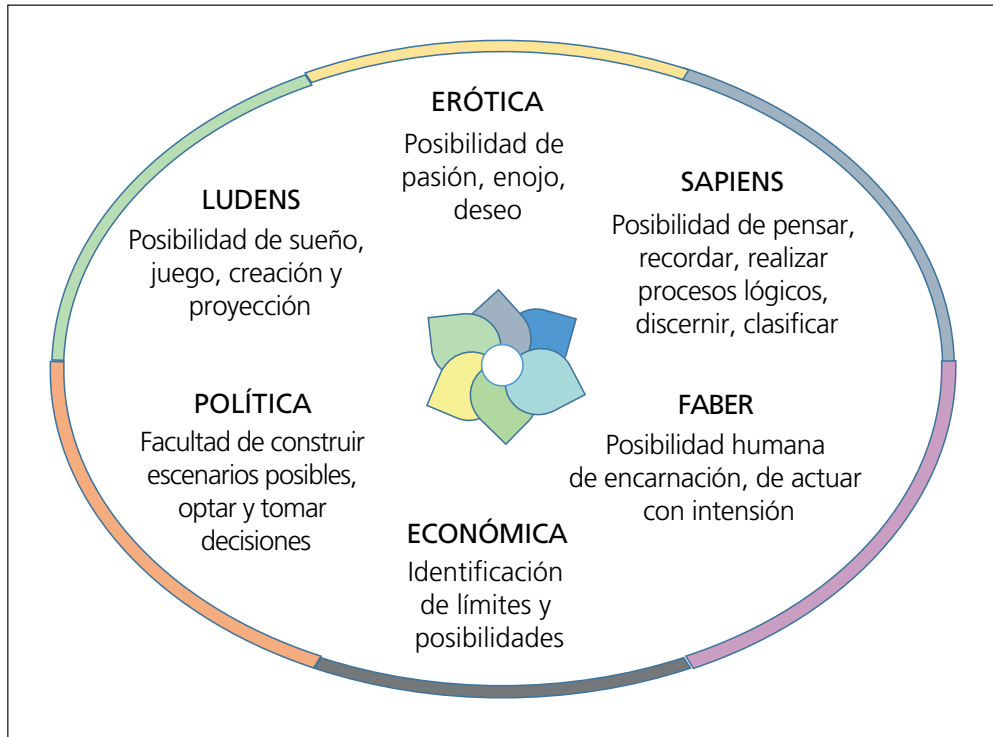 ERÓTICA
Posibilidad de
pasión, enojo,
deseo
SAPIENS
Posibilidad de pensar,
recordar, realizar
procesos lógicos,
discernir, clasificar
FABER
Posibilidad humana
de encarnación, de actuar
con intensión
ECONÓMICA
Identificación
de límites y
posibilidades
POLÍTICA
Facultad de construir
escenarios posibles,
optar y tomar
decisiones
LUDENS
Posibilidad de sueño,
juego, creación y
proyección